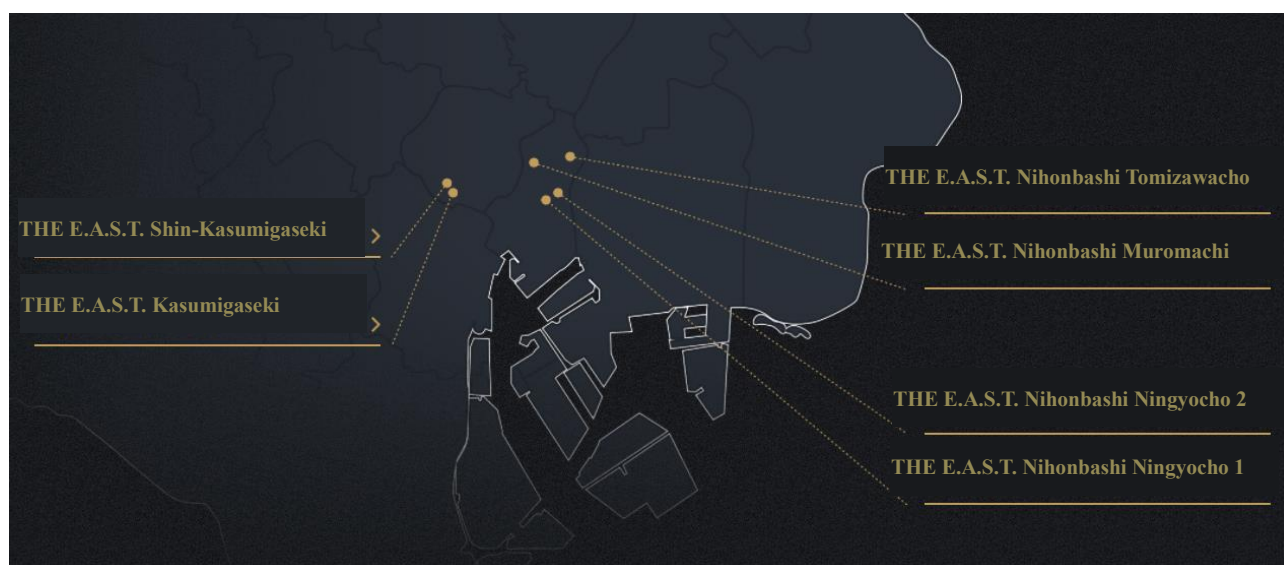 THE E.A.S.T. Shin-Kasumigaseki
THE E.A.S.T. Kasumigaseki
THE E.A.S.T. Nihonbashi Tomizawacho
THE E.A.S.T. Nihonbashi Muromachi
THE E.A.S.T. Nihonbashi Ningyocho 2
THE E.A.S.T. Nihonbashi Ningyocho 1